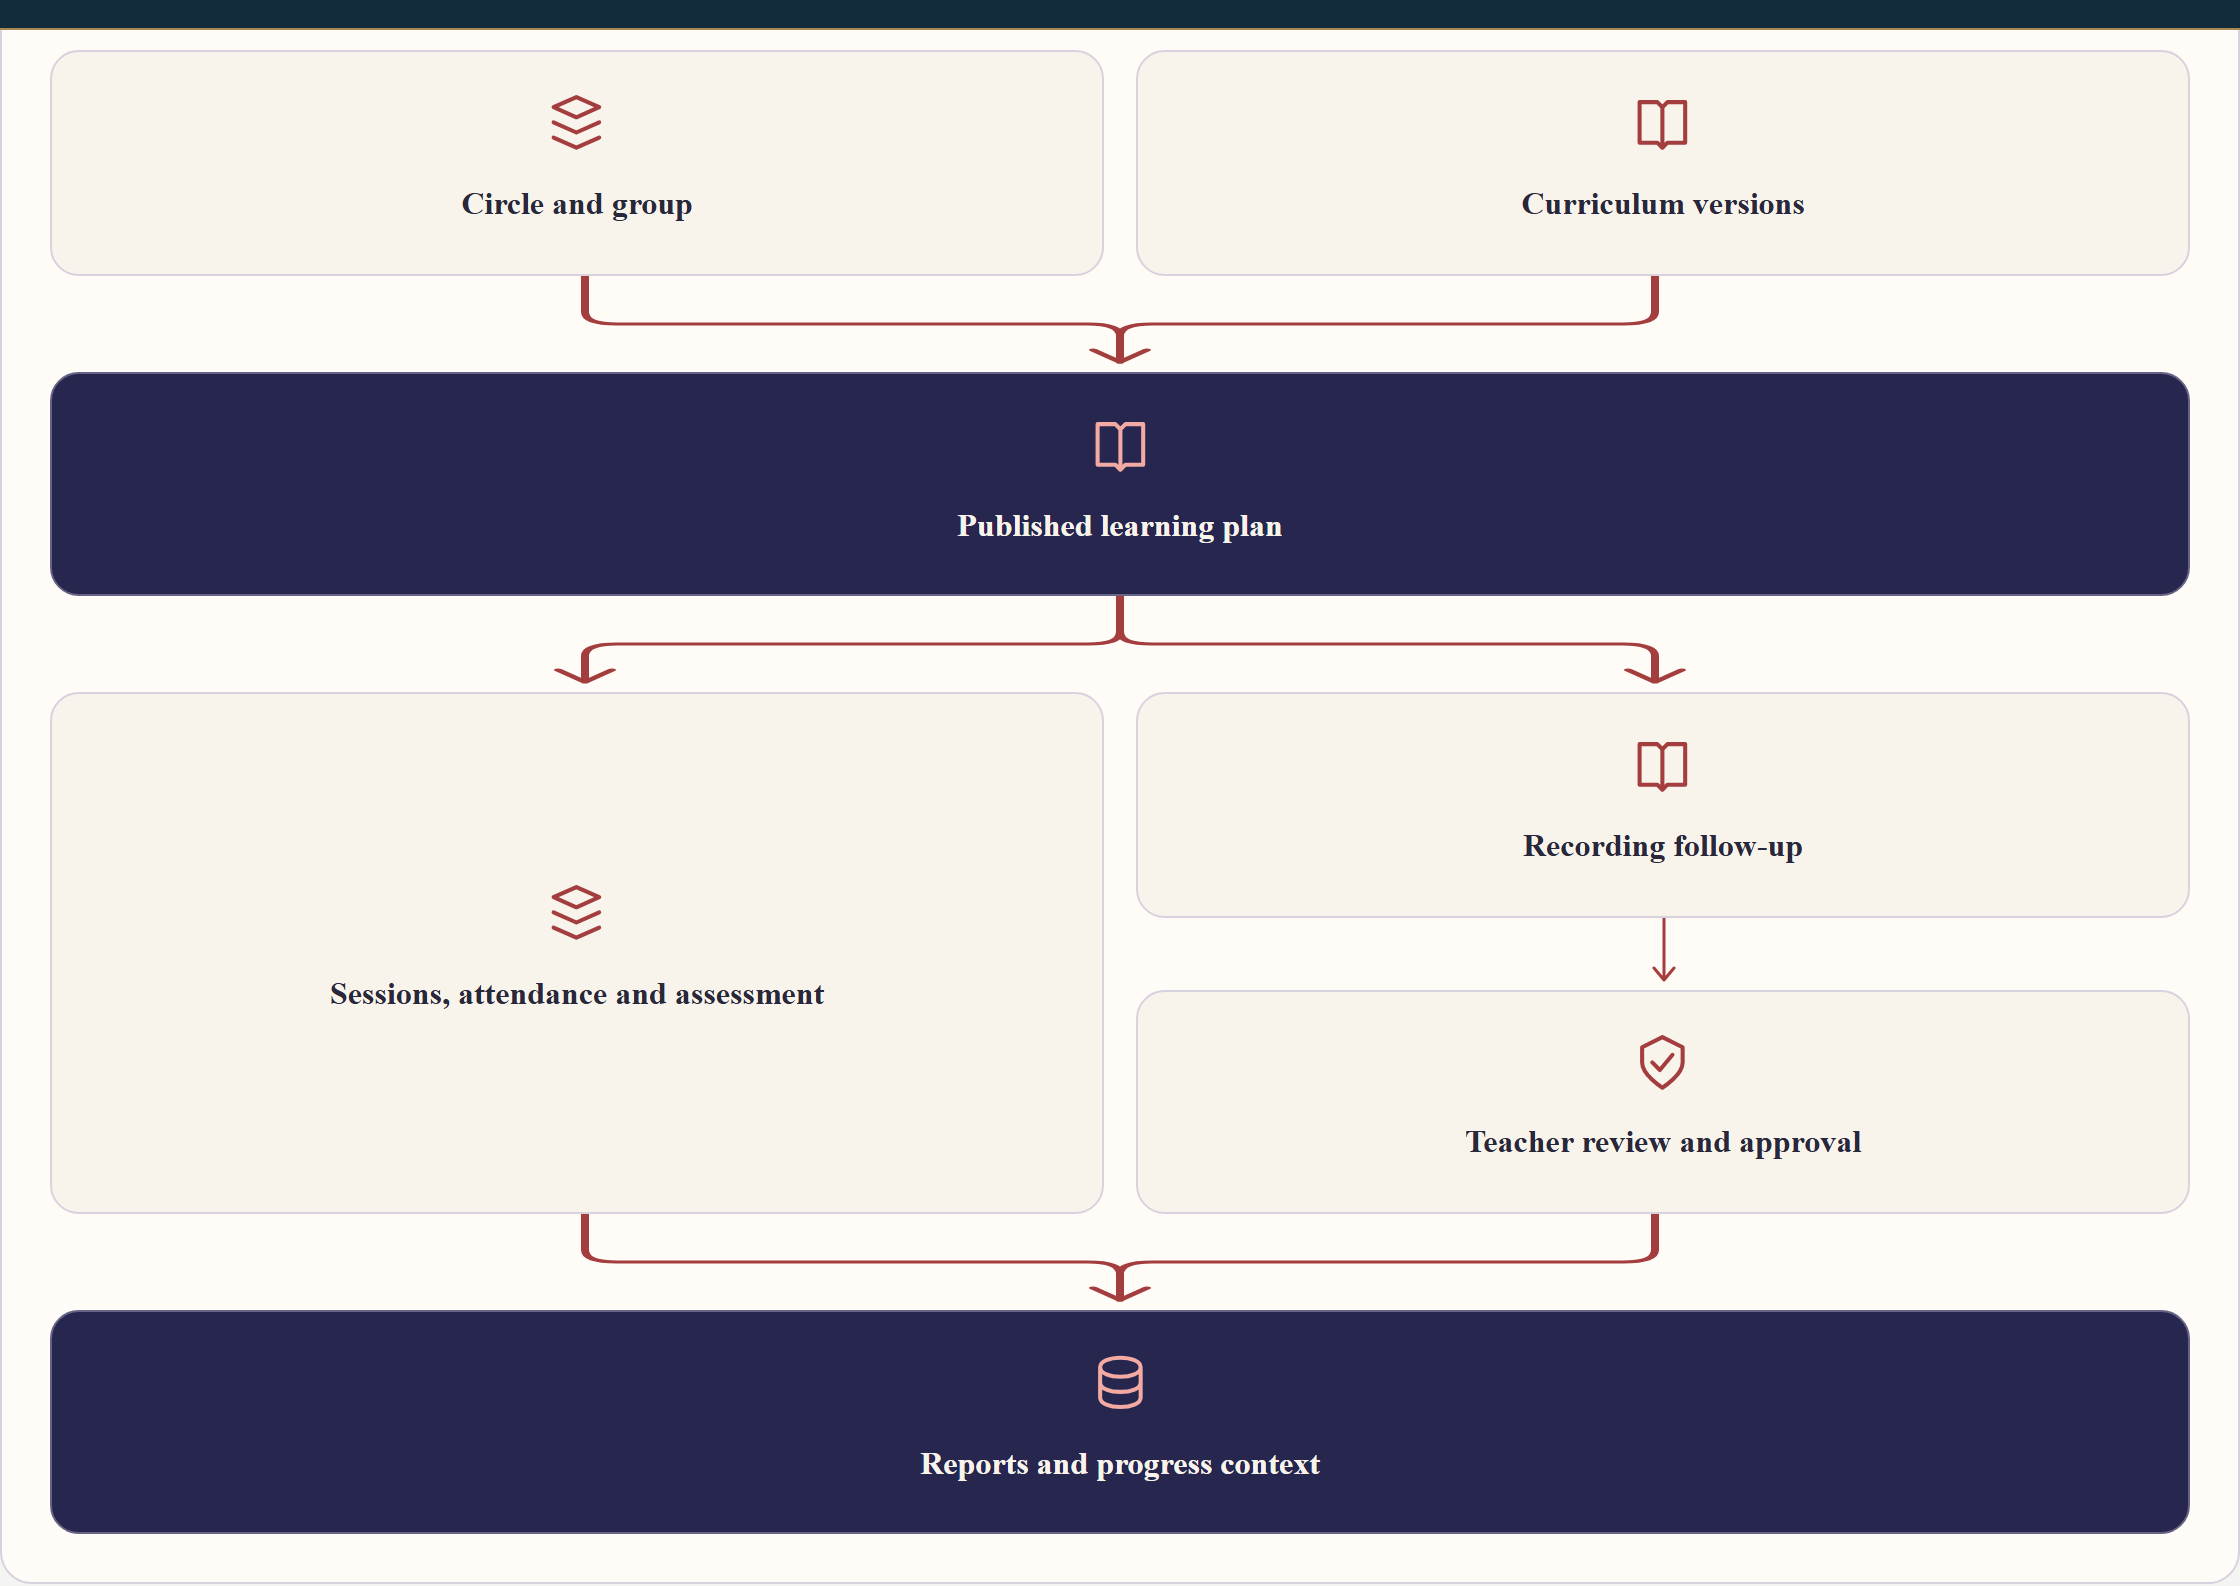 Circle and group
Curriculum versions
Published learning plan
Recording follow-up
Sessions, attendance and assessment
Teacher review and approval
Reports and progress context